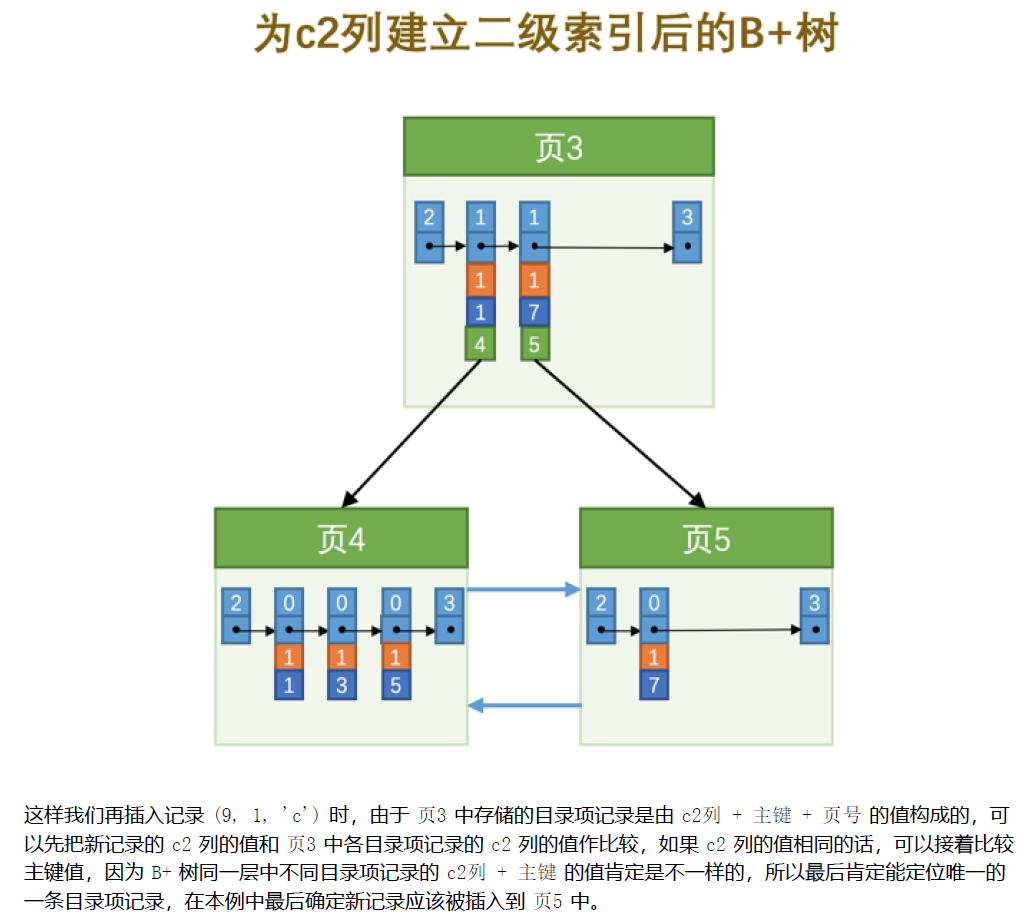 为c2列建立二级索引后的B+树
页3
2 1 1 3
1 1
1 7
4 5
页4 页5
2 0 0 0 3 2 0 3
1 1 1 1
1 3 5 7
这样我们再插入记录 (9, 1, 'c') 时，由于 页3 中存储的目录项记录是由 c2列 + 主键 + 页号 的值构成的，可
以先把新记录的 c2 列的值和 页3 中各目录项记录的 c2 列的值作比较，如果 c2 列的值相同的话，可以接着比较
主键值，因为 B+ 树同一层中不同目录项记录的 c2列 + 主键 的值肯定是不一样的，所以最后肯定能定位唯一的
一条目录项记录，在本例中最后确定新记录应该被插入到 页5 中。